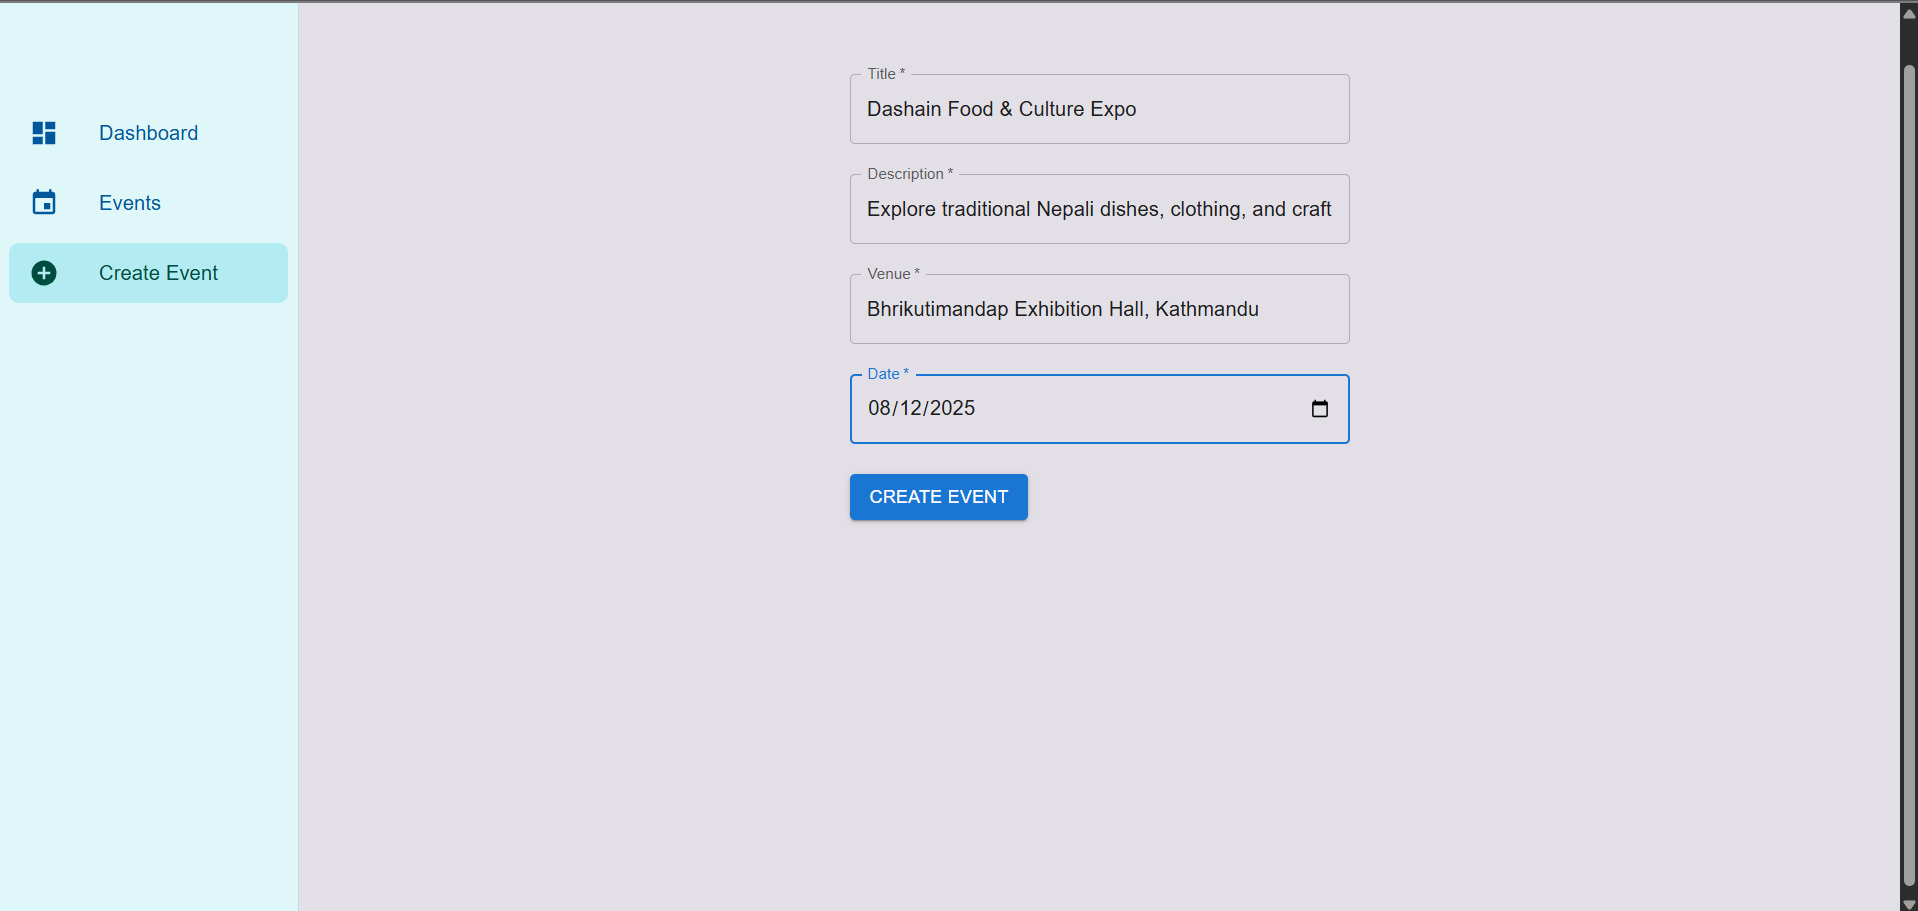 Dashboard
Events
Create Event
Title *
Dashain Food & Culture Expo
Description *
Explore traditional Nepali dishes, clothing, and craft
Venue *
Bhrikutimandap Exhibition Hall, Kathmandu
Date *
08/12/2025
CREATE EVENT